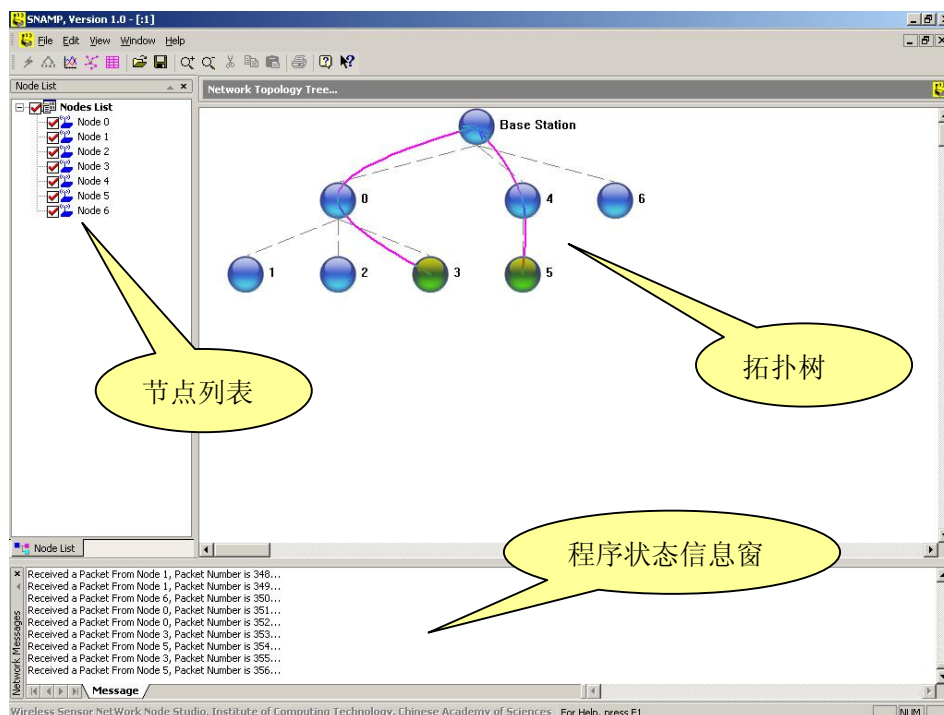 SNAMP, Version 1.0 - [:1]
File Edit View Window Help
Node List
Network Topology Tree...
Nodes List
Node 0
Node 1
Node 2
Node 3
Node 4
Node 5
Node 6
Base Station
0
4
6
1
2
3
5
节点列表
拓扑树
程序状态信息窗
Node List
Received a Packet From Node 1, Packet Number is 348...
Received a Packet From Node 1, Packet Number is 349...
Received a Packet From Node 6, Packet Number is 350...
Received a Packet From Node 0, Packet Number is 351...
Received a Packet From Node 0, Packet Number is 352...
Received a Packet From Node 3, Packet Number is 353...
Received a Packet From Node 5, Packet Number is 354...
Received a Packet From Node 3, Packet Number is 355...
Received a Packet From Node 5, Packet Number is 356...
Network Messages
Message
Wireless Sensor NetWork Node Studio, Institute of Computing Technology, Chinese Academy of Sciences For Help, press F1
NUM